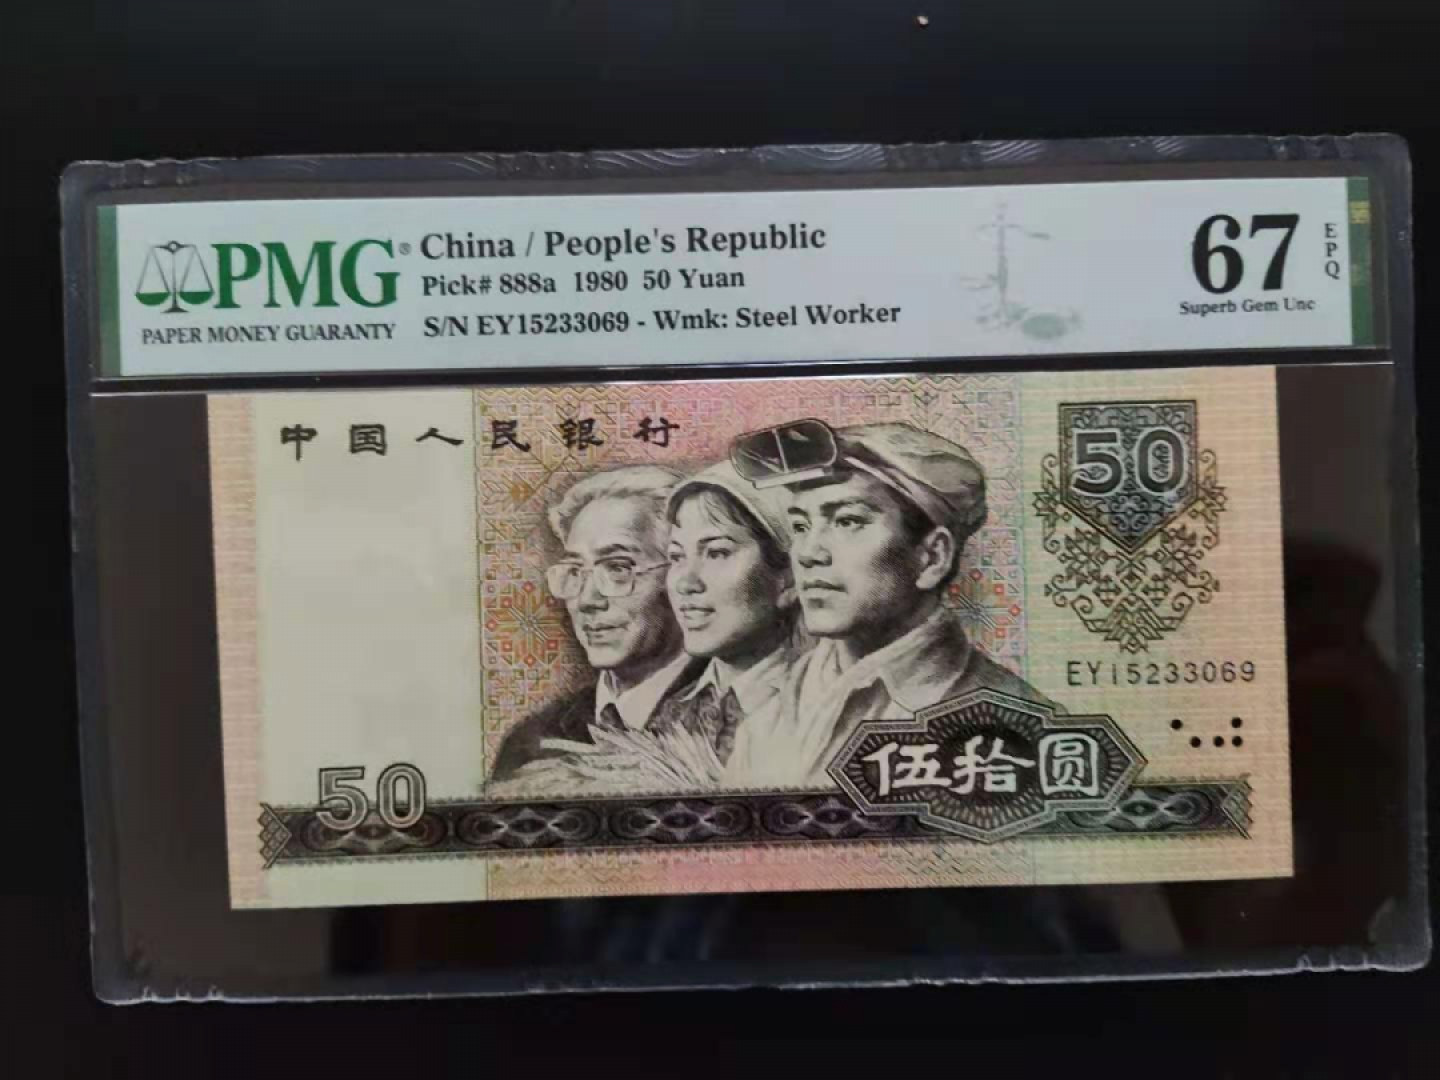 PMG®
PAPER MONEY GUARANTY
China / People's Republic
Pick# 888a 1980 50 Yuan
S/N EY15233069 - Wmk: Steel Worker
67 EPQ
Superb Gem Unc
中国人民银行
50
EY15233069
伍拾圆
50